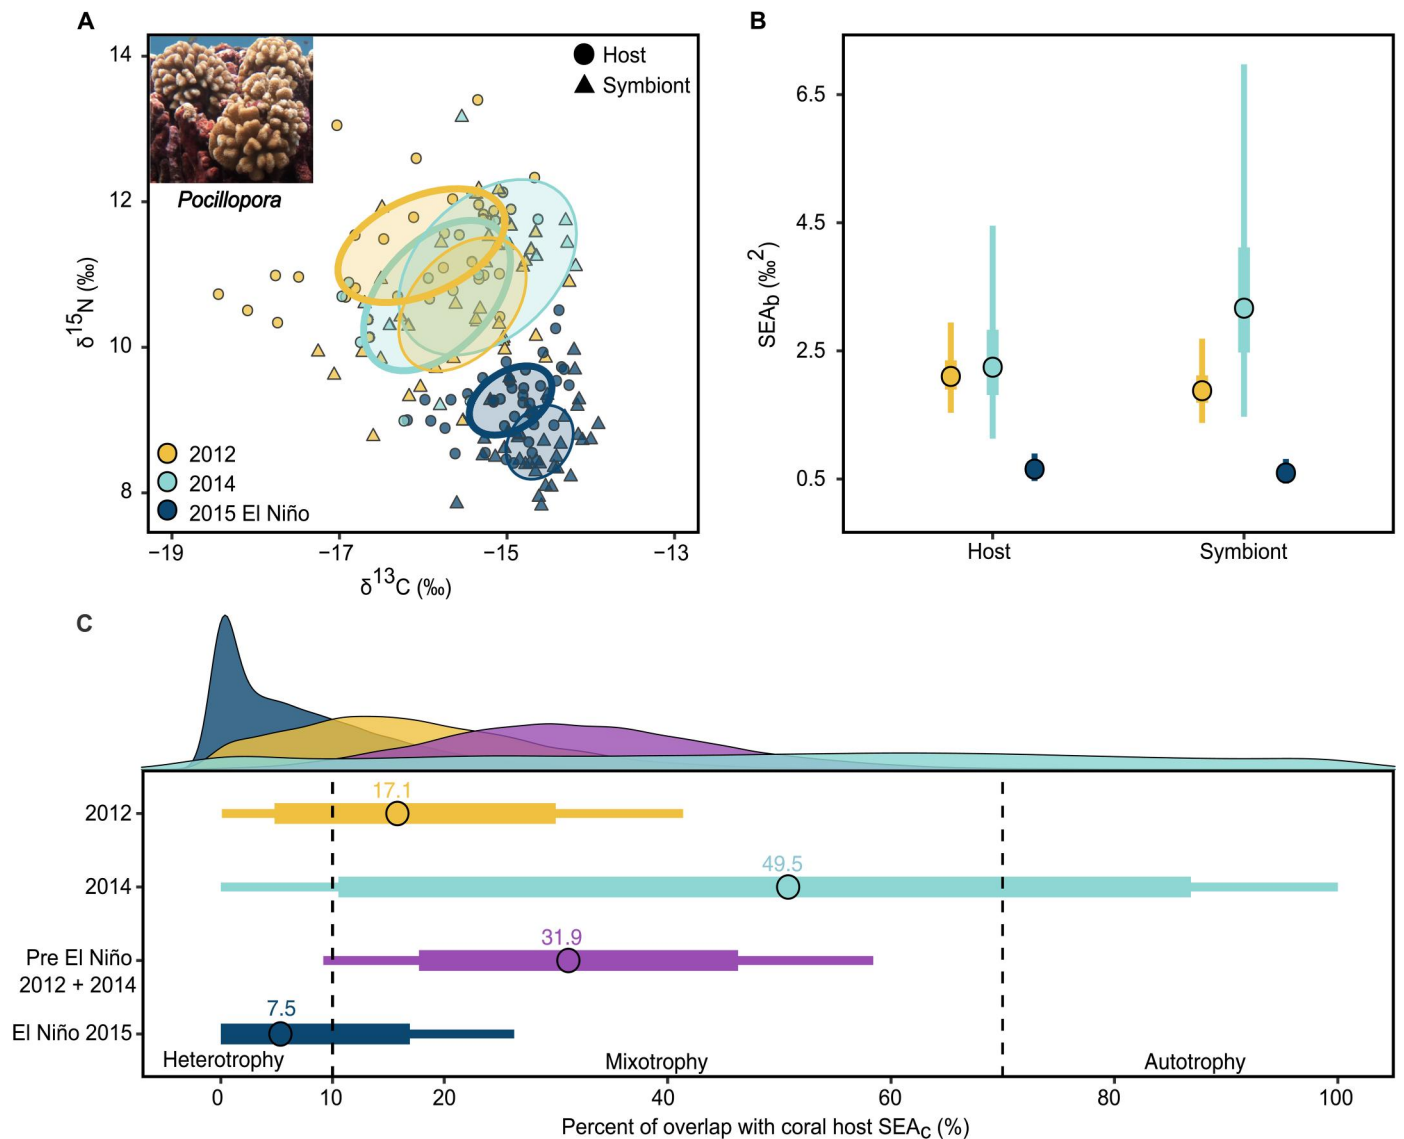 A
14
12
10
8
δ15N (‰)
Host
Symbiont
Pocillopora
2012
2014
2015 El Niño
−19
−17
−15
−13
δ13C (‰)
B
6.5
4.5
2.5
0.5
SEAb (‰2)
Host
Symbiont
C
2012
17.1
2014
49.5
Pre El Niño
2012 + 2014
31.9
El Niño 2015
7.5
Heterotrophy
Mixotrophy
Autotrophy
0
10
20
40
60
80
100
Percent of overlap with coral host SEAC (%)